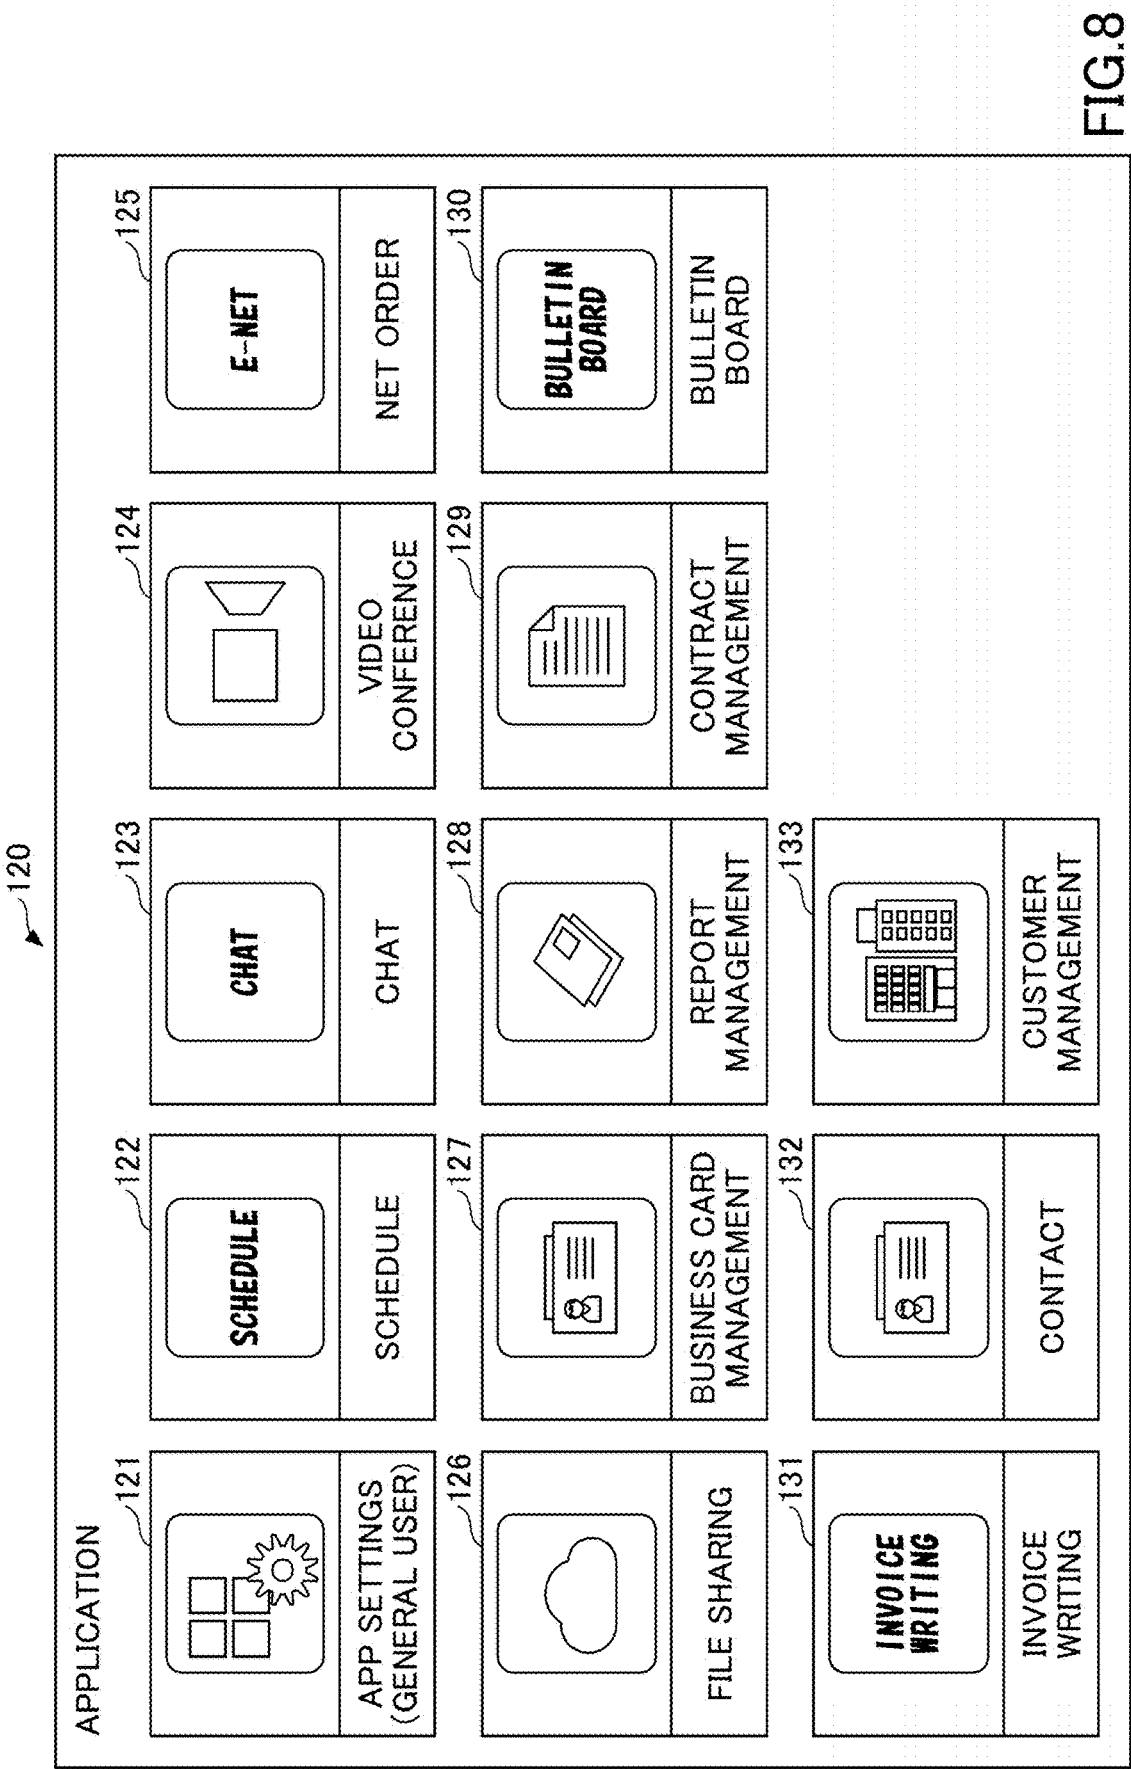 120
APPLICATION
121
APP SETTINGS
(GENERAL USER)
122
SCHEDULE
SCHEDULE
123
CHAT
CHAT
124
VIDEO
CONFERENCE
125
E-NET
NET ORDER
126
FILE SHARING
127
BUSINESS CARD
MANAGEMENT
128
REPORT
MANAGEMENT
129
CONTRACT
MANAGEMENT
130
BULLETIN
BOARD
BULLETIN
BOARD
131
INVOICE
WRITING
INVOICE
WRITING
132
CONTACT
133
CUSTOMER
MANAGEMENT
FIG.8